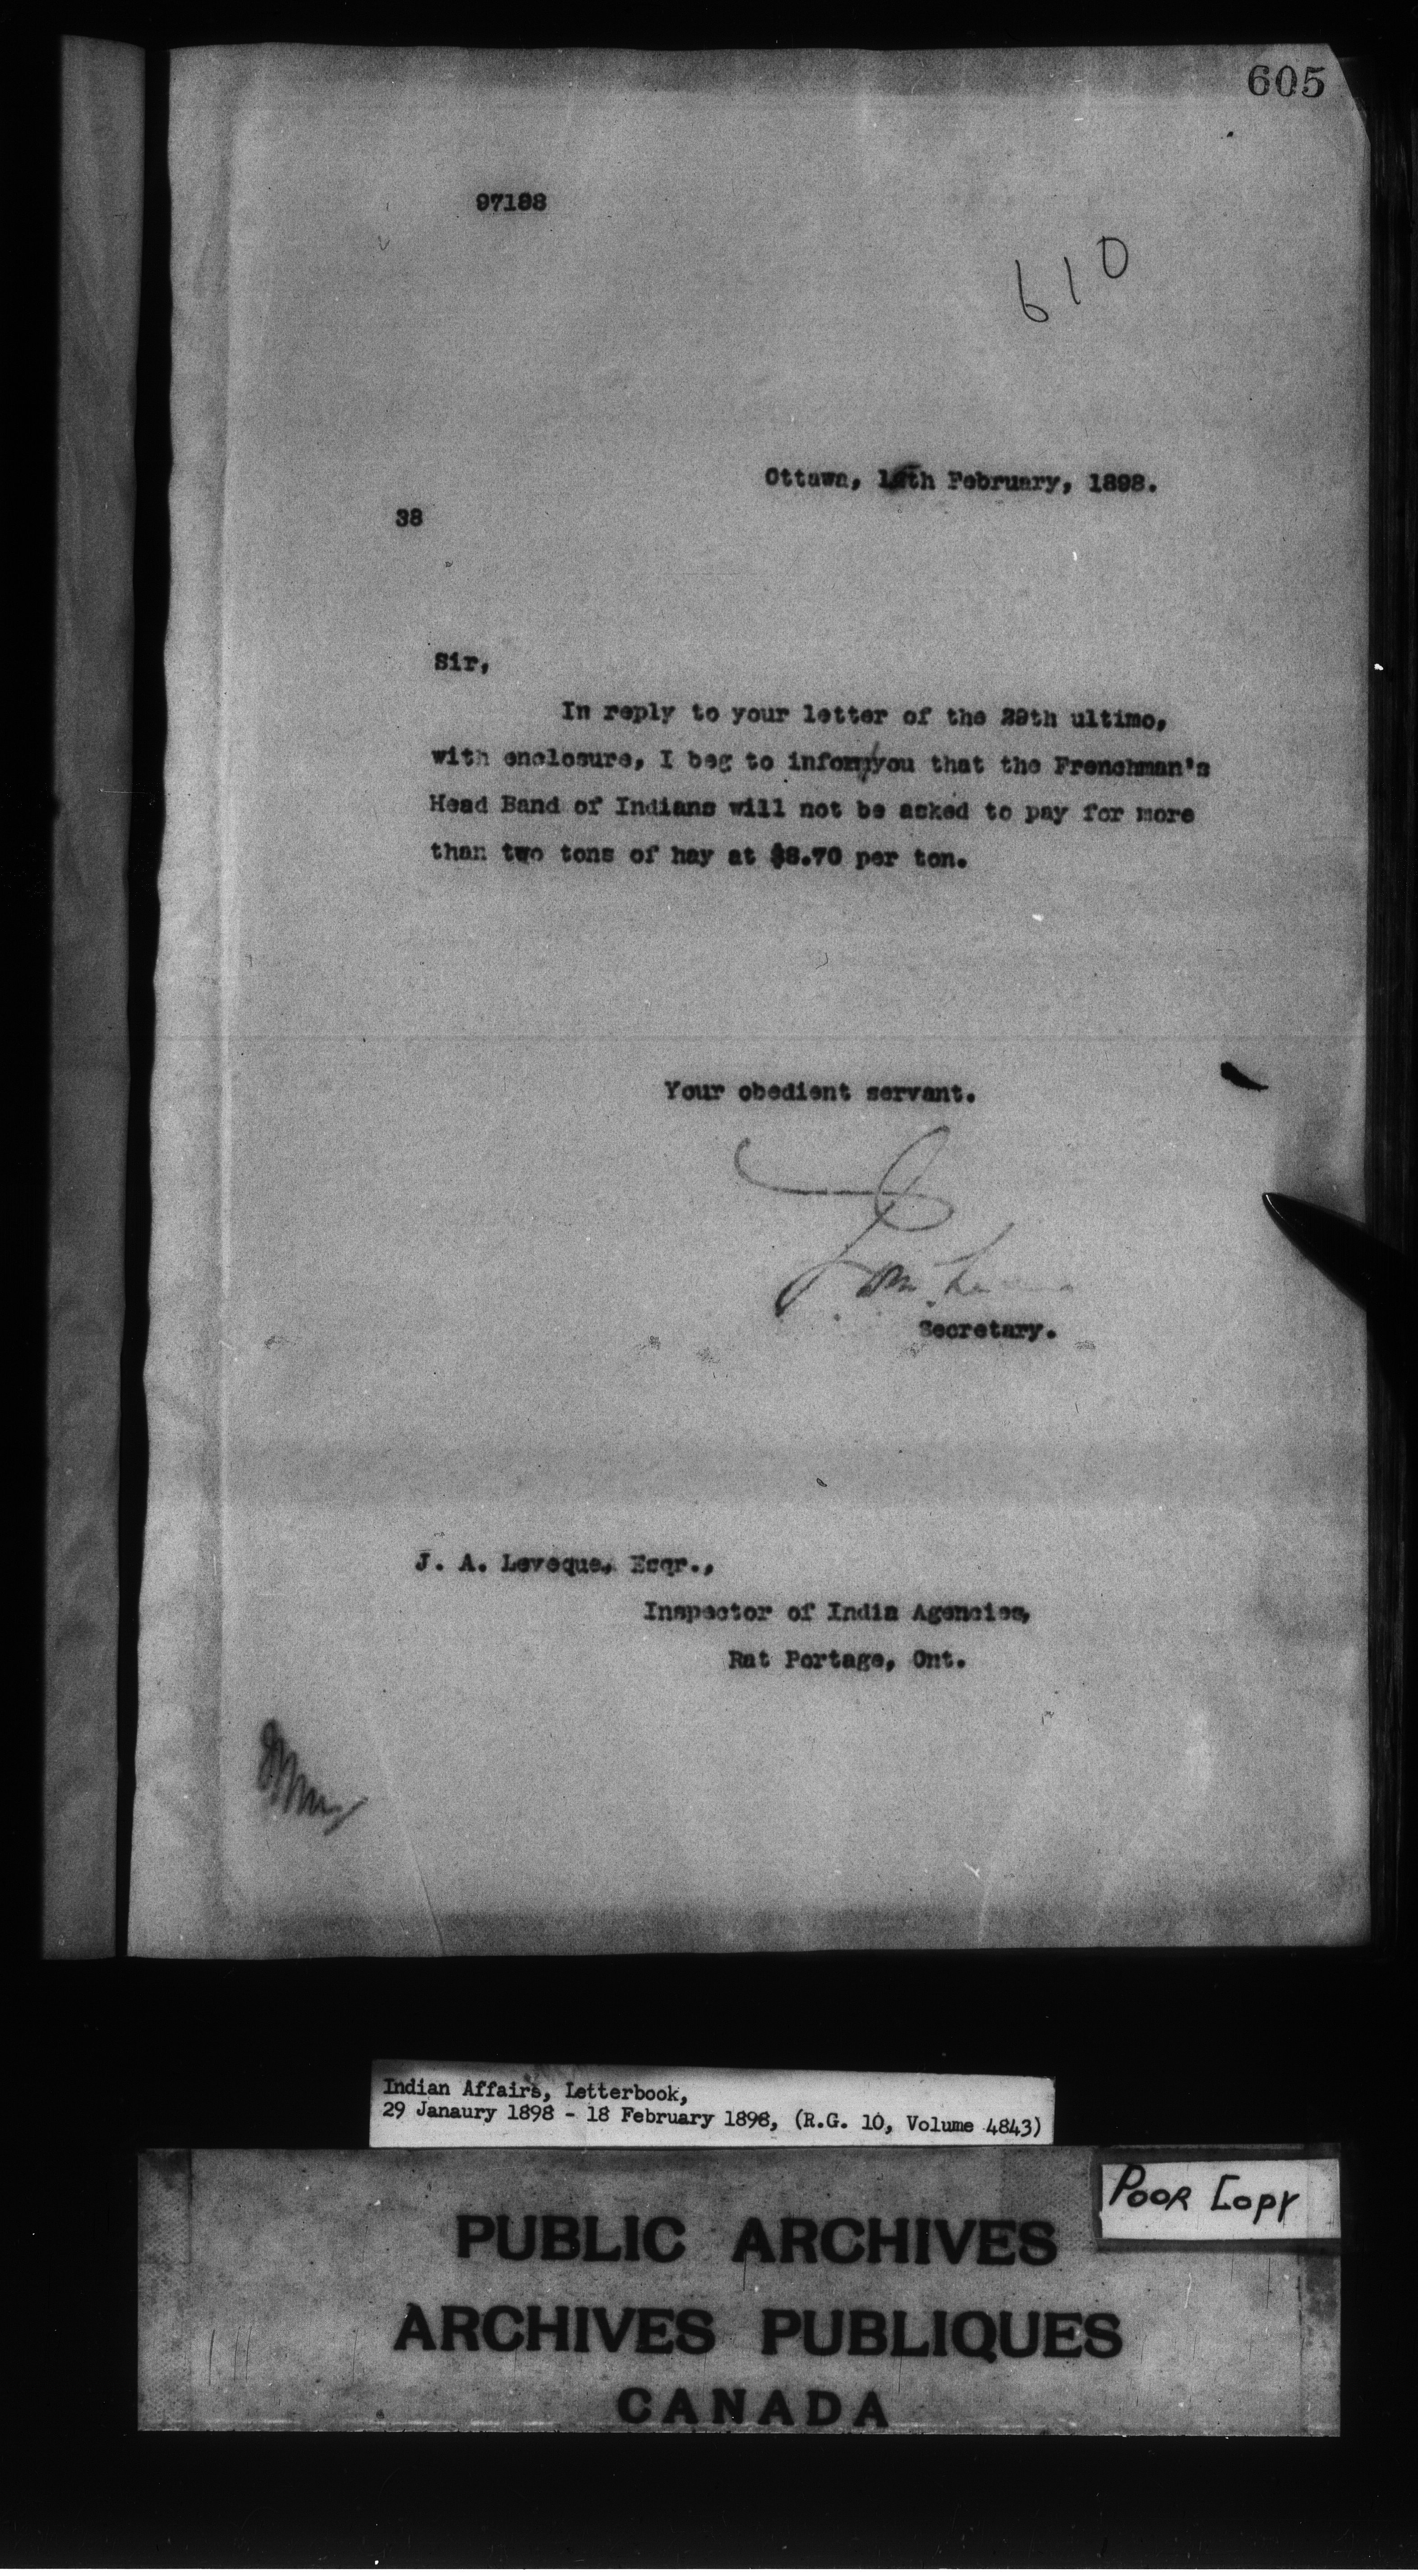 605
97188
610
Ottawa, February, 1898.
38
Sir,
In reply to your letter of the 29th ultimo,
with enclosure, I beg to inform you that the Frenchman's
Head Band of Indians will not be asked to pay for more
than two tons of hay at $8.70 per ton.
Your obedient servant.
Secretary.
J. A. Leveque, Esqr.,
Inspector of India Agencies,
Rat Portage, Ont.
Indian Affairs, Letterbook,
29 Janaury 1898 - 18 February 1898, (R.G. 10, Volume 4843)
POOR COPY
PUBLIC ARCHIVES
ARCHIVES PUBLIQUES
CANADA